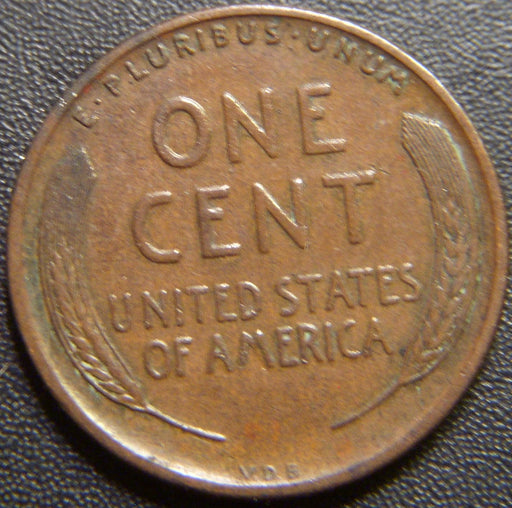 E·PLURIBUS·UNUM
ONE
CENT
UNITED STATES
OF AMERICA
V.D.B.